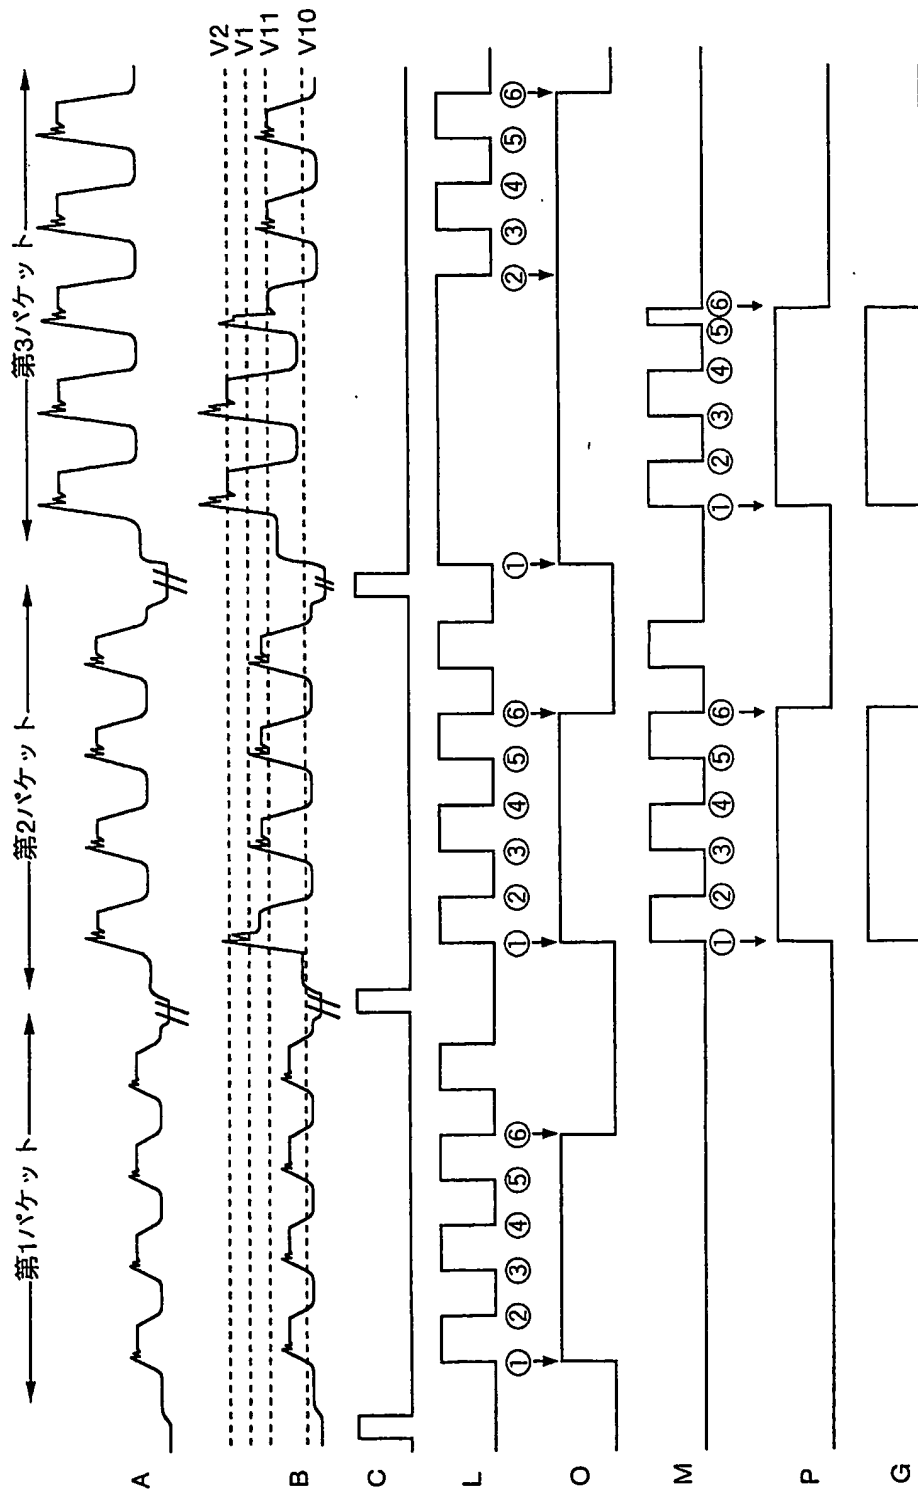 第1パケット 第2パケット 第3パケット
A
V2
V1
V11
V10
B
C
L
① ② ③ ④ ⑤ ⑥ ① ② ③ ④ ⑤ ⑥ ① ② ③ ④ ⑤ ⑥
O
M
① ② ③ ④ ⑤ ⑥ ① ② ③ ④ ⑤ ⑥
P
G